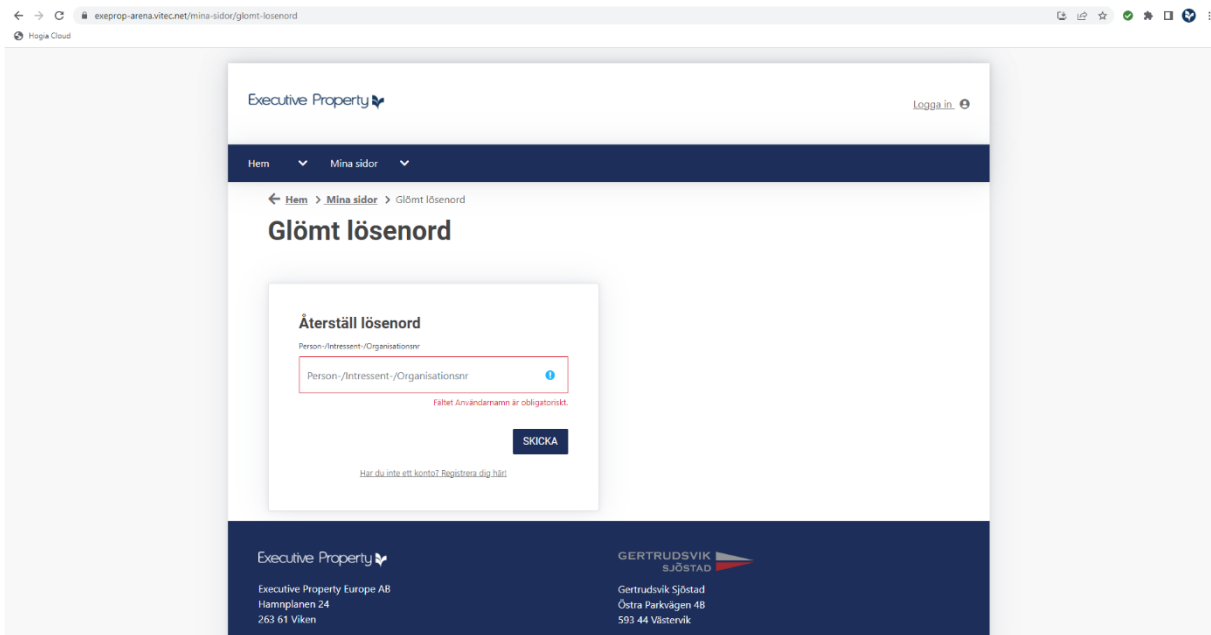 exeprop-arena.vitec.net/mina-sidor/glomt-losenord
Hogia Cloud
Executive Property
Logga in
Hem Mina sidor
Hem > Mina sidor > Glömt lösenord
Glömt lösenord
Återställ lösenord
Person-/Intressent-/Organisationsnr
Person-/Intressent-/Organisationsnr
Fältet Användarnamn är obligatoriskt.
SKICKA
Har du inte ett konto? Registrera dig här!
Executive Property
Executive Property Europe AB
Hamnplanen 24
263 61 Viken
GERTRUDSVIK
SJÖSTAD
Gertrudsvik Sjöstad
Östra Parkvägen 4B
593 44 Västervik